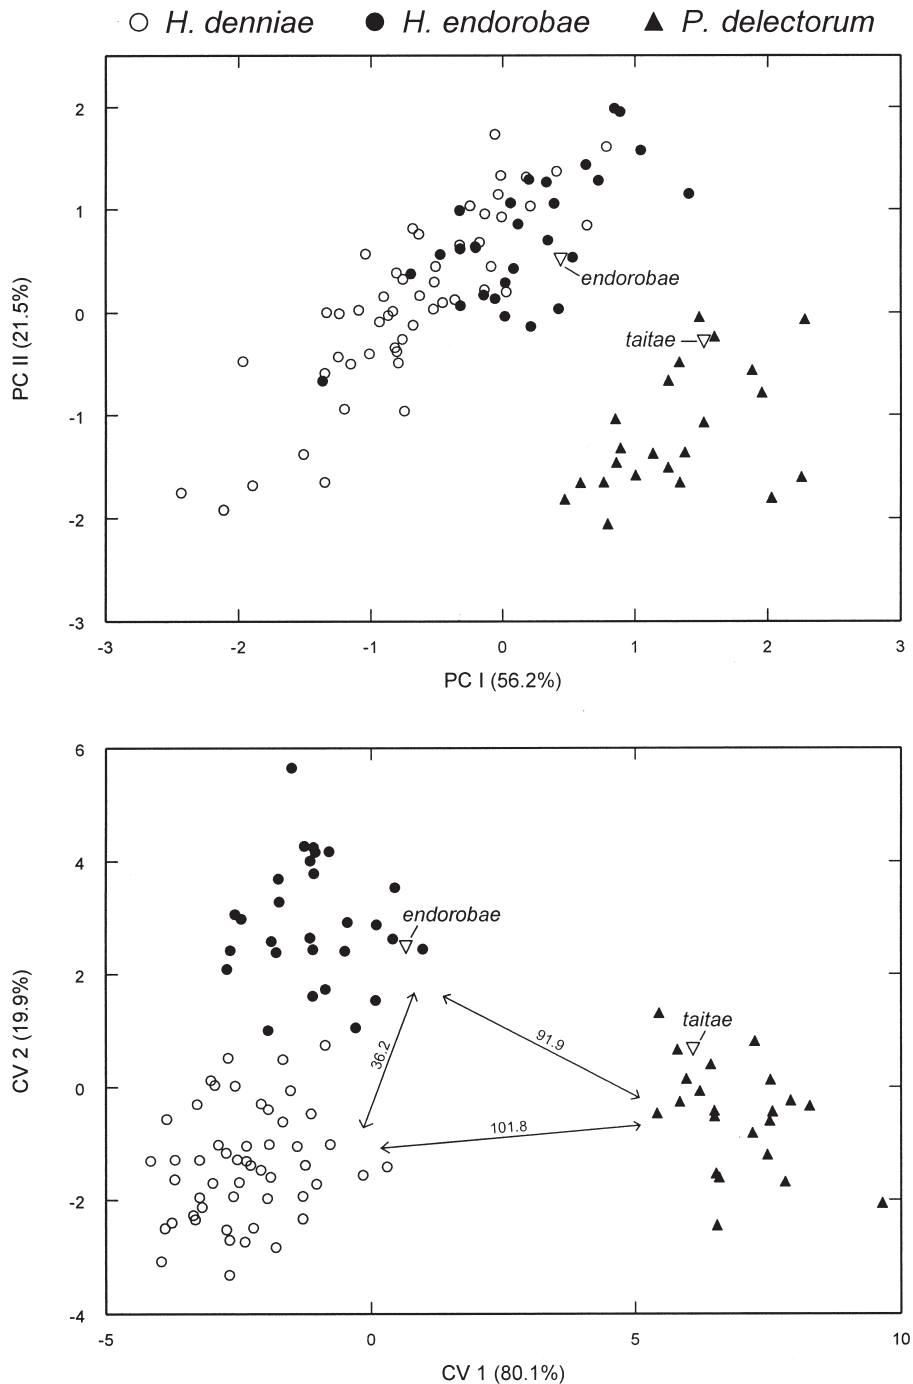 H. denniae H. endorobae P. delectorum
2
1
0
-1
-2
-3
PC II (21.5%)
endorobae
taitae
-3 -2 -1 0 1 2 3
PC I (56.2%)
6
4
2
0
-2
-4
CV 2 (19.9%)
endorobae
taitae
36.2
91.9
101.8
-5 0 5 10
CV 1 (80.1%)